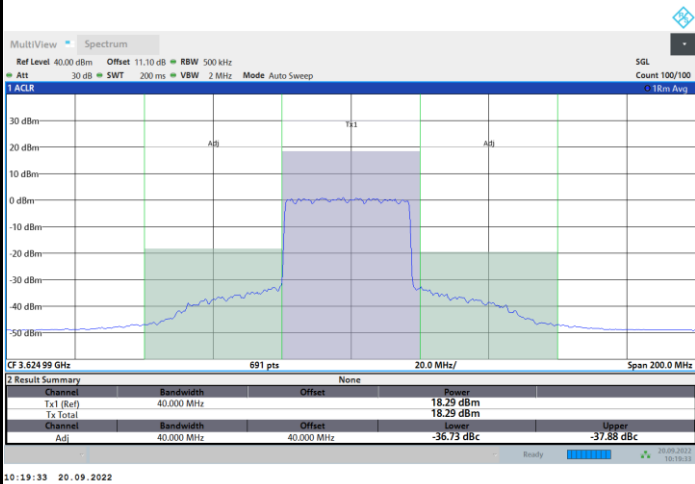 MultiView Spectrum
Ref Level 40.00 dBm Offset 11.10 dB RBW 500 kHz SGL
Att 30 dB SWT 200 ms VBW 2 MHz Mode Auto Sweep Count 100/100
1 ACLR 1Rm Avg
Tx1
Adj Adj
30 dBm
20 dBm
10 dBm
0 dBm
-10 dBm
-20 dBm
-30 dBm
-40 dBm
-50 dBm
CF 3.62499 GHz 691 pts 20.0 MHz/ Span 200.0 MHz
2 Result Summary None
Channel Bandwidth Offset Power
Tx1 (Ref) 40.000 MHz 18.29 dBm
Tx Total 18.29 dBm
Channel Bandwidth Offset Lower Upper
Adj 40.000 MHz 40.000 MHz -36.73 dBc -37.88 dBc
Ready 20.09.2022
10:19:33
10:19:33 20.09.2022